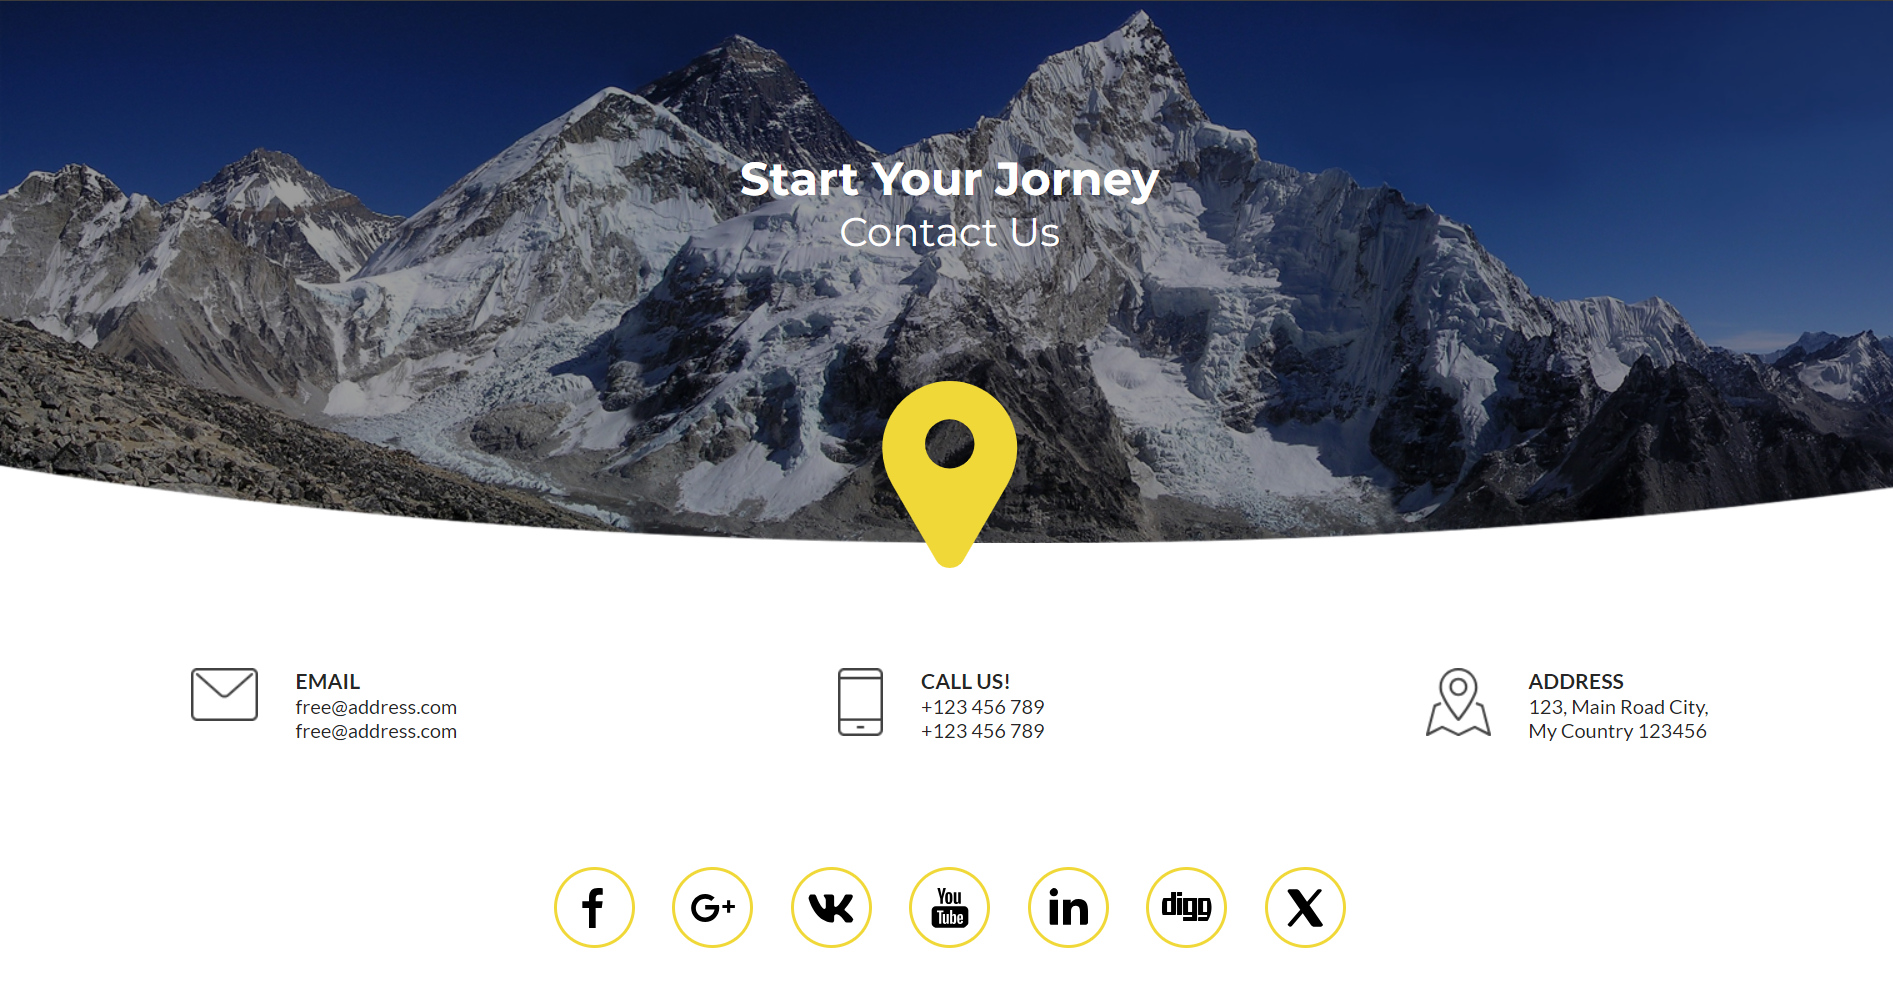 Start Your Jorney
Contact Us
EMAIL
free@address.com
free@address.com
CALL US!
+123 456 789
+123 456 789
ADDRESS
123, Main Road City,
My Country 123456
f G+ VK You Tube in digg X